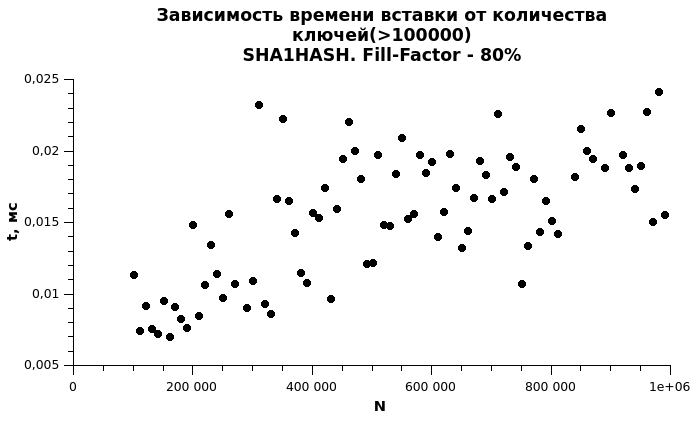 Зависимость времени вставки от количества
ключей(>100000)
SHA1HASH. Fill-Factor - 80%
0,025
0,02
0,015
0,01
0,005
t, мс
0 200 000 400 000 600 000 800 000 1e+06
N